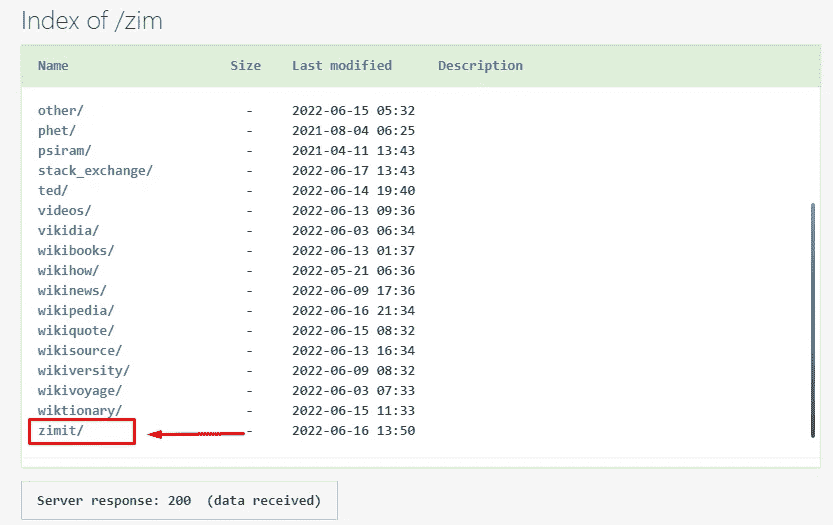 Index of /zim
Name Size Last modified Description
other/ - 2022-06-15 05:32
phet/ - 2021-08-04 06:25
psiram/ - 2021-04-11 13:43
stack_exchange/ - 2022-06-17 13:43
ted/ - 2022-06-14 19:40
videos/ - 2022-06-13 09:36
vikidia/ - 2022-06-03 06:34
wikibooks/ - 2022-06-13 01:37
wikihow/ - 2022-05-21 06:36
wikinews/ - 2022-06-09 17:36
wikipedia/ - 2022-06-16 21:34
wikiquote/ - 2022-06-15 08:32
wikisource/ - 2022-06-13 16:34
wikiversity/ - 2022-06-09 08:32
wikivoyage/ - 2022-06-03 07:33
wiktionary/ - 2022-06-15 11:33
zimit/ - 2022-06-16 13:50
Server response: 200 (data received)